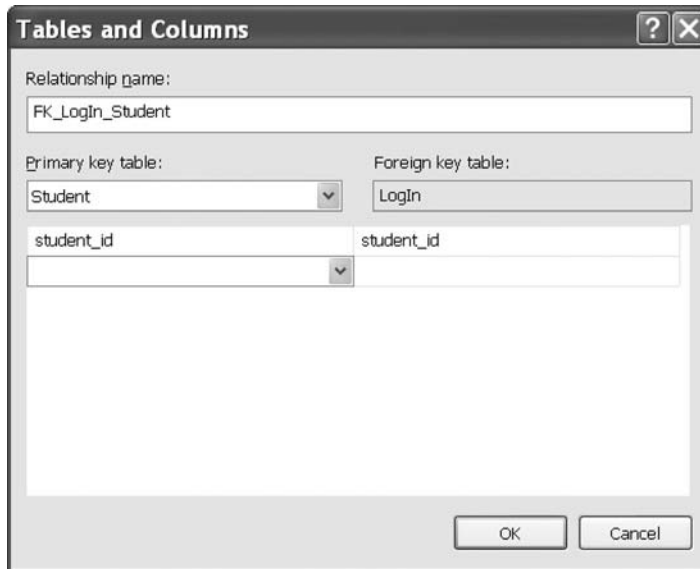 Tables and Columns
Relationship name:
FK_LogIn_Student
Primary key table: Foreign key table:
Student LogIn
student_id student_id
OK Cancel